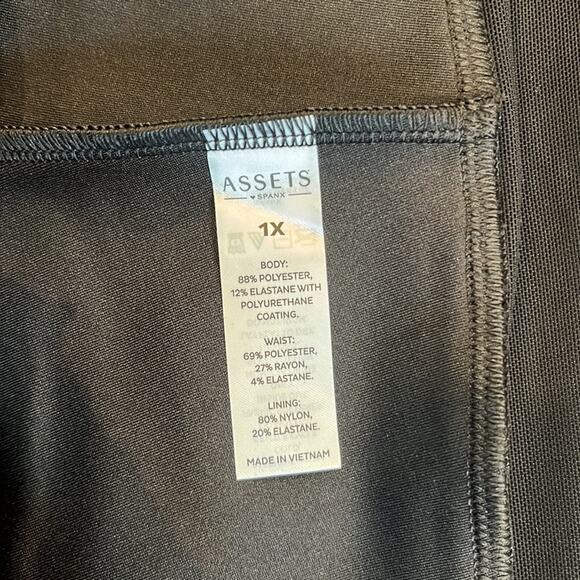 ASSETS
♥ SPANX
1X
BODY:
88% POLYESTER,
12% ELASTANE WITH
POLYURETHANE
COATING.
WAIST:
69% POLYESTER,
27% RAYON,
4% ELASTANE.
LINING:
80% NYLON,
20% ELASTANE.
MADE IN VIETNAM